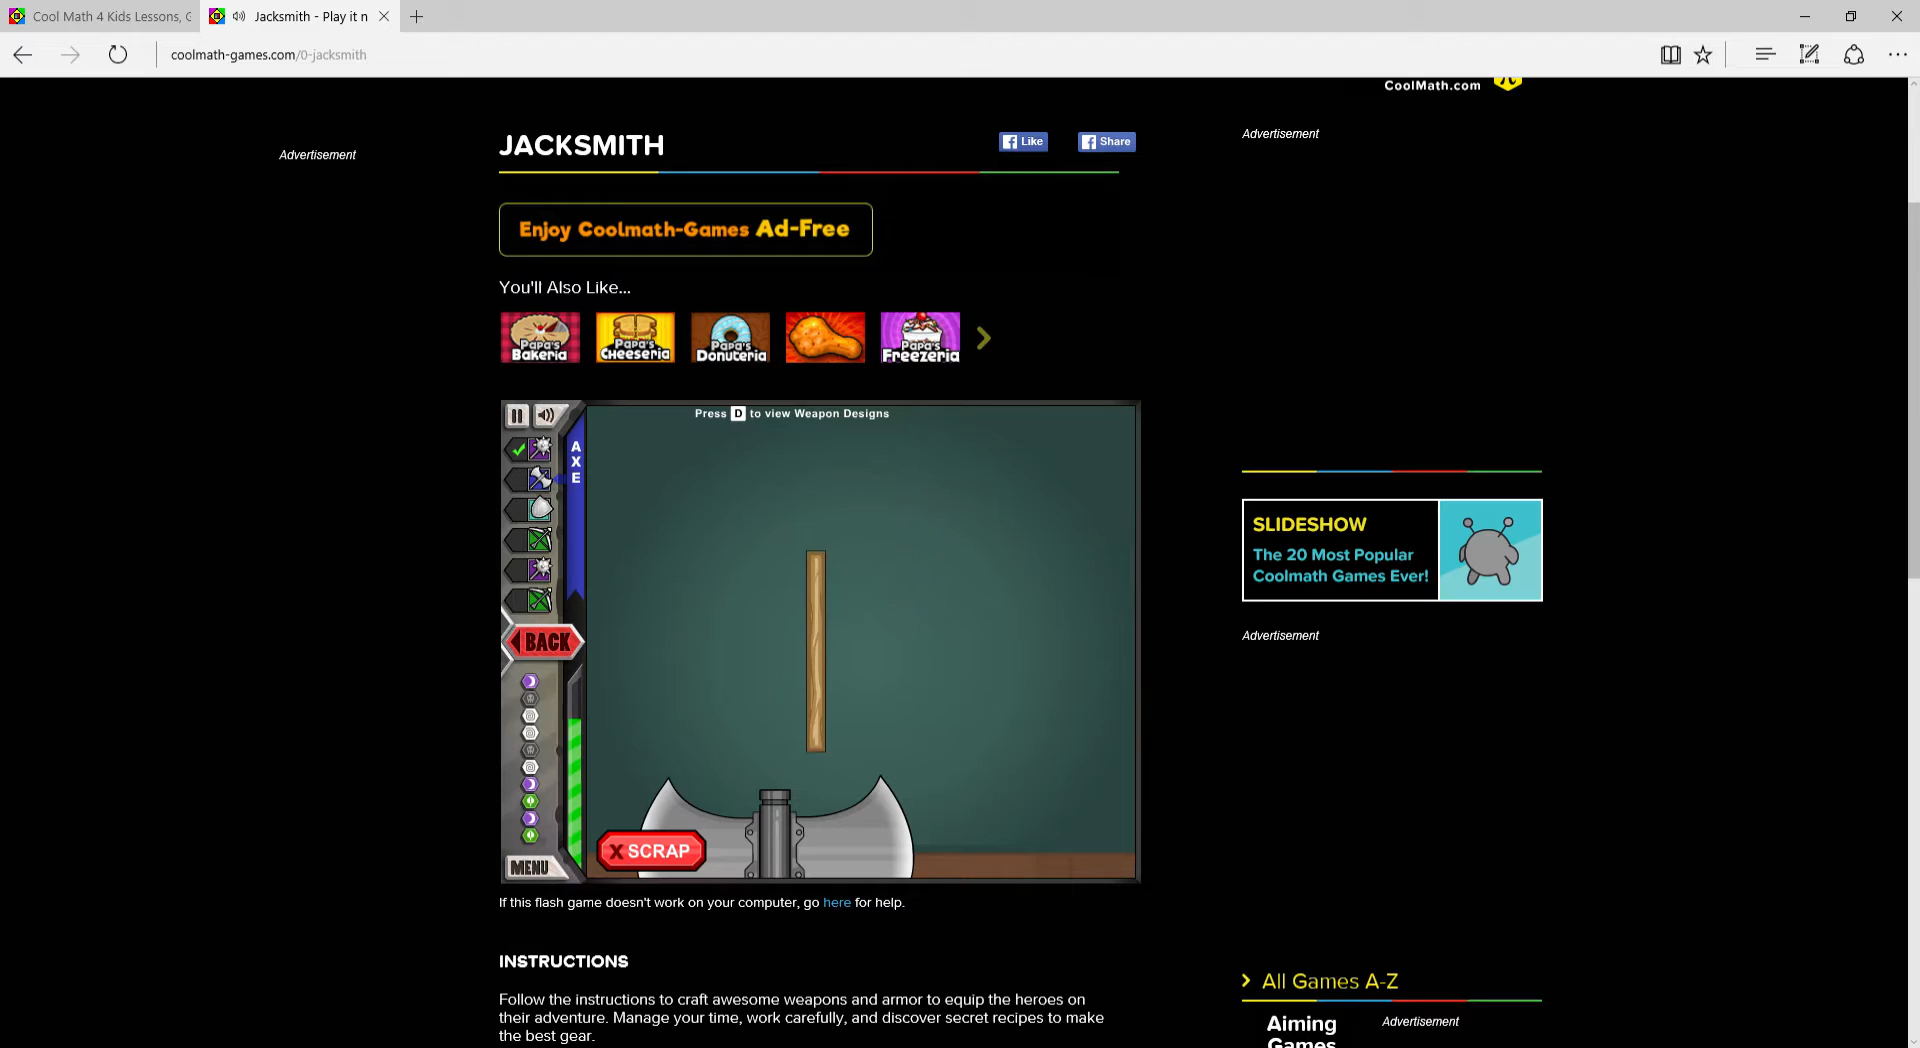 Cool Math 4 Kids Lessons, G
Jacksmith - Play it n
coolmath-games.com/0-jacksmith
CoolMath.com
Advertisement
Advertisement
JACKSMITH
Like
Share
Enjoy Coolmath-Games Ad-Free
You'll Also Like...
Papa's Bakeria
Papa's Cheeseria
Papa's Donuteria
Papa's Freezeria
Press D to view Weapon Designs
AXE
BACK
X SCRAP
MENU
SLIDESHOW
The 20 Most Popular
Coolmath Games Ever!
Advertisement
If this flash game doesn't work on your computer, go here for help.
INSTRUCTIONS
Follow the instructions to craft awesome weapons and armor to equip the heroes on
their adventure. Manage your time, work carefully, and discover secret recipes to make
the best gear.
All Games A-Z
Aiming
Games
Advertisement